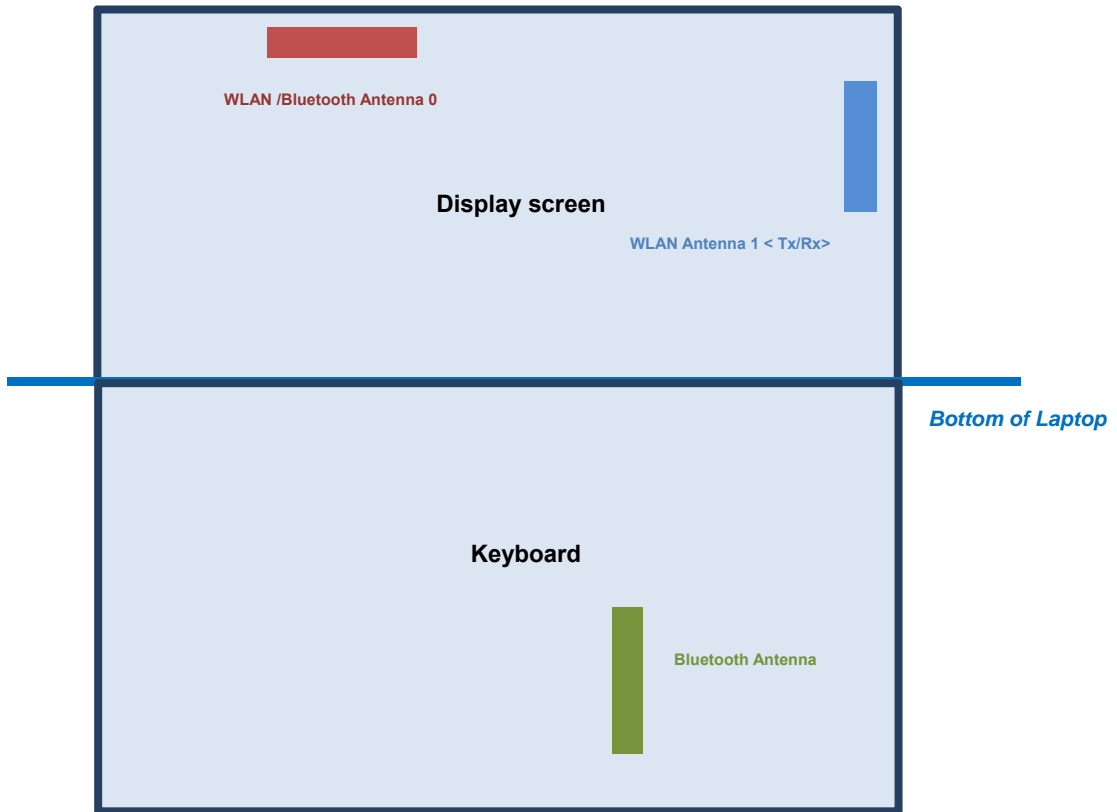 WLAN /Bluetooth Antenna 0
Display screen
WLAN Antenna 1 < Tx/Rx>
Bottom of Laptop
Keyboard
Bluetooth Antenna